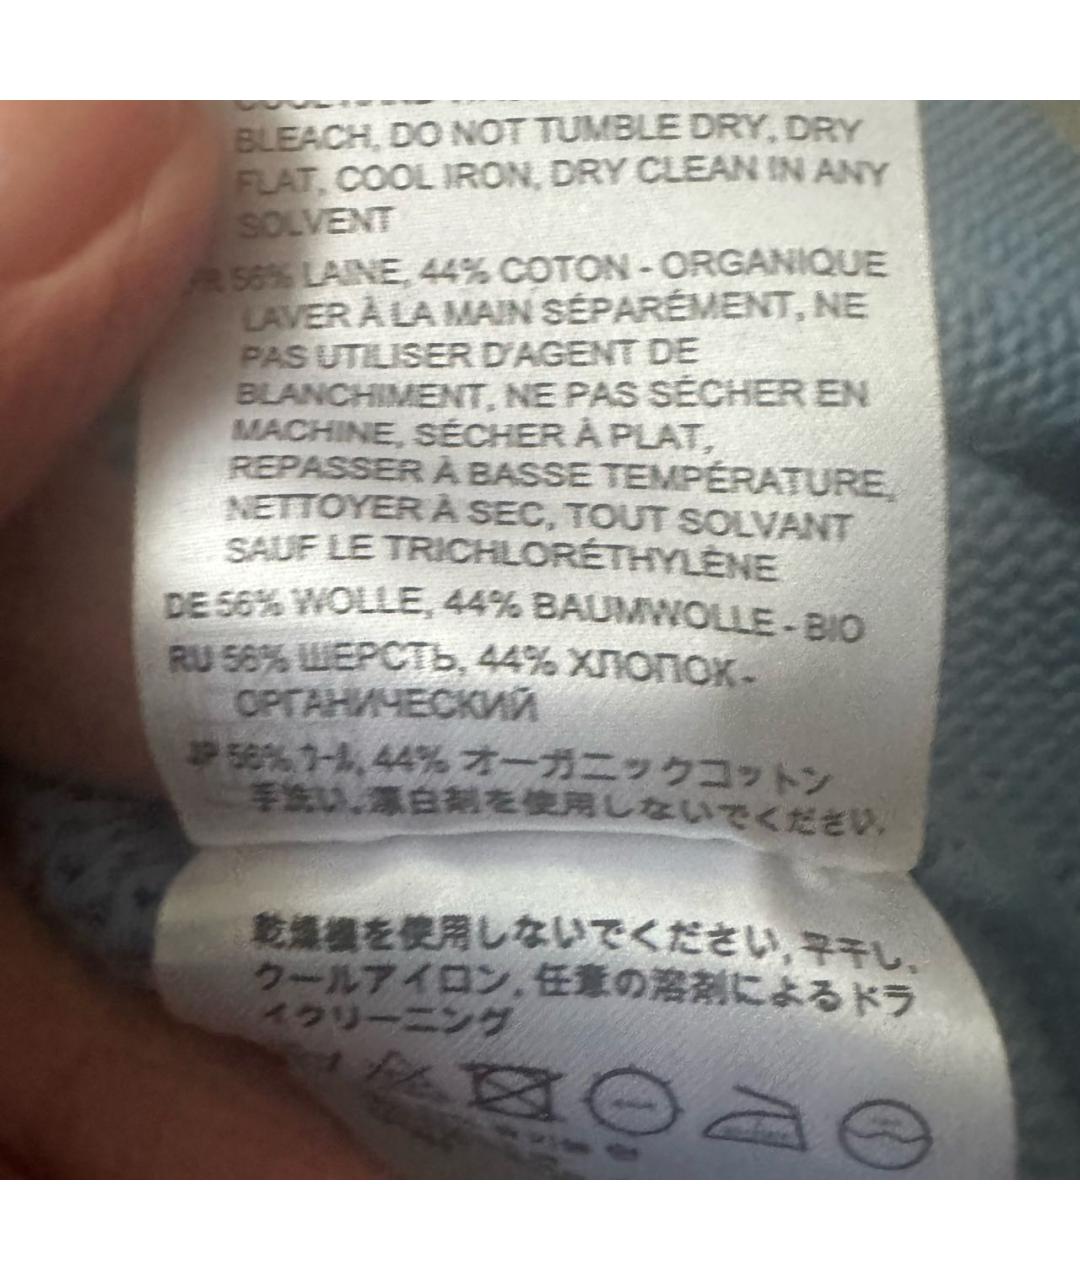 BLEACH, DO NOT TUMBLE DRY, DRY
FLAT, COOL IRON, DRY CLEAN IN ANY
SOLVENT
FR 56% LAINE, 44% COTON - ORGANIQUE
LAVER À LA MAIN SÉPARÉMENT, NE
PAS UTILISER D'AGENT DE
BLANCHIMENT, NE PAS SÉCHER EN
MACHINE, SÉCHER À PLAT,
REPASSER À BASSE TEMPÉRATURE,
NETTOYER À SEC, TOUT SOLVANT
SAUF LE TRICHLORÉTHYLÈNE
DE 56% WOLLE, 44% BAUMWOLLE - BIO
RU 56% ШЕРСТЬ, 44% ХЛОПОК -
ОРГАНИЧЕСКИЙ
JP 56% ウール, 44% オーガニックコットン
手洗い, 漂白剤を使用しないでください,
乾燥機を使用しないでください, 平干し,
クールアイロン, 任意の溶剤によるドラ
イクリーニング